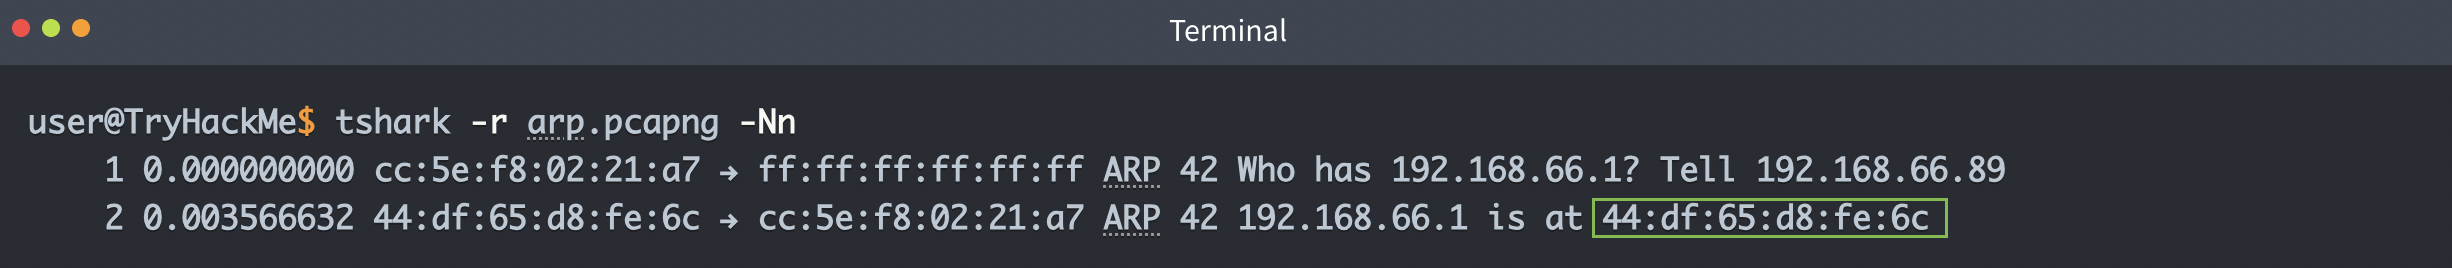 Terminal
user@TryHackMe$ tshark -r arp.pcapng -Nn
1 0.000000000 cc:5e:f8:02:21:a7 → ff:ff:ff:ff:ff:ff ARP 42 Who has 192.168.66.1? Tell 192.168.66.89
2 0.003566632 44:df:65:d8:fe:6c → cc:5e:f8:02:21:a7 ARP 42 192.168.66.1 is at 44:df:65:d8:fe:6c